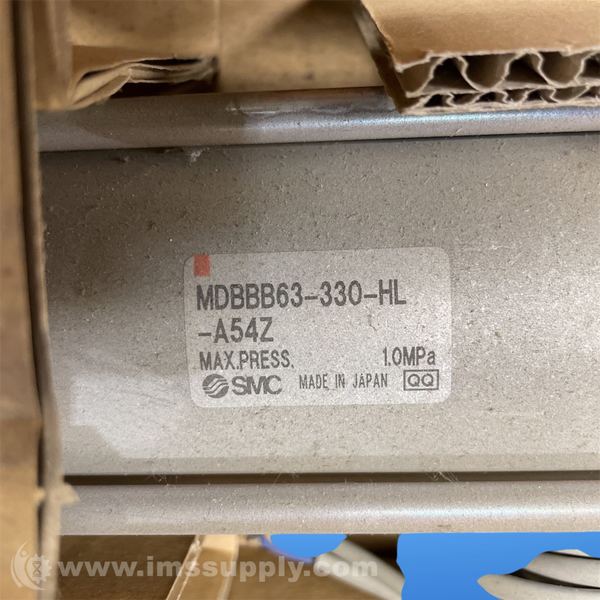 MDBBB63-330-HL
-A54Z
MAX.PRESS. 1.0MPa
SMC MADE IN JAPAN QQ
www.imssupply.com